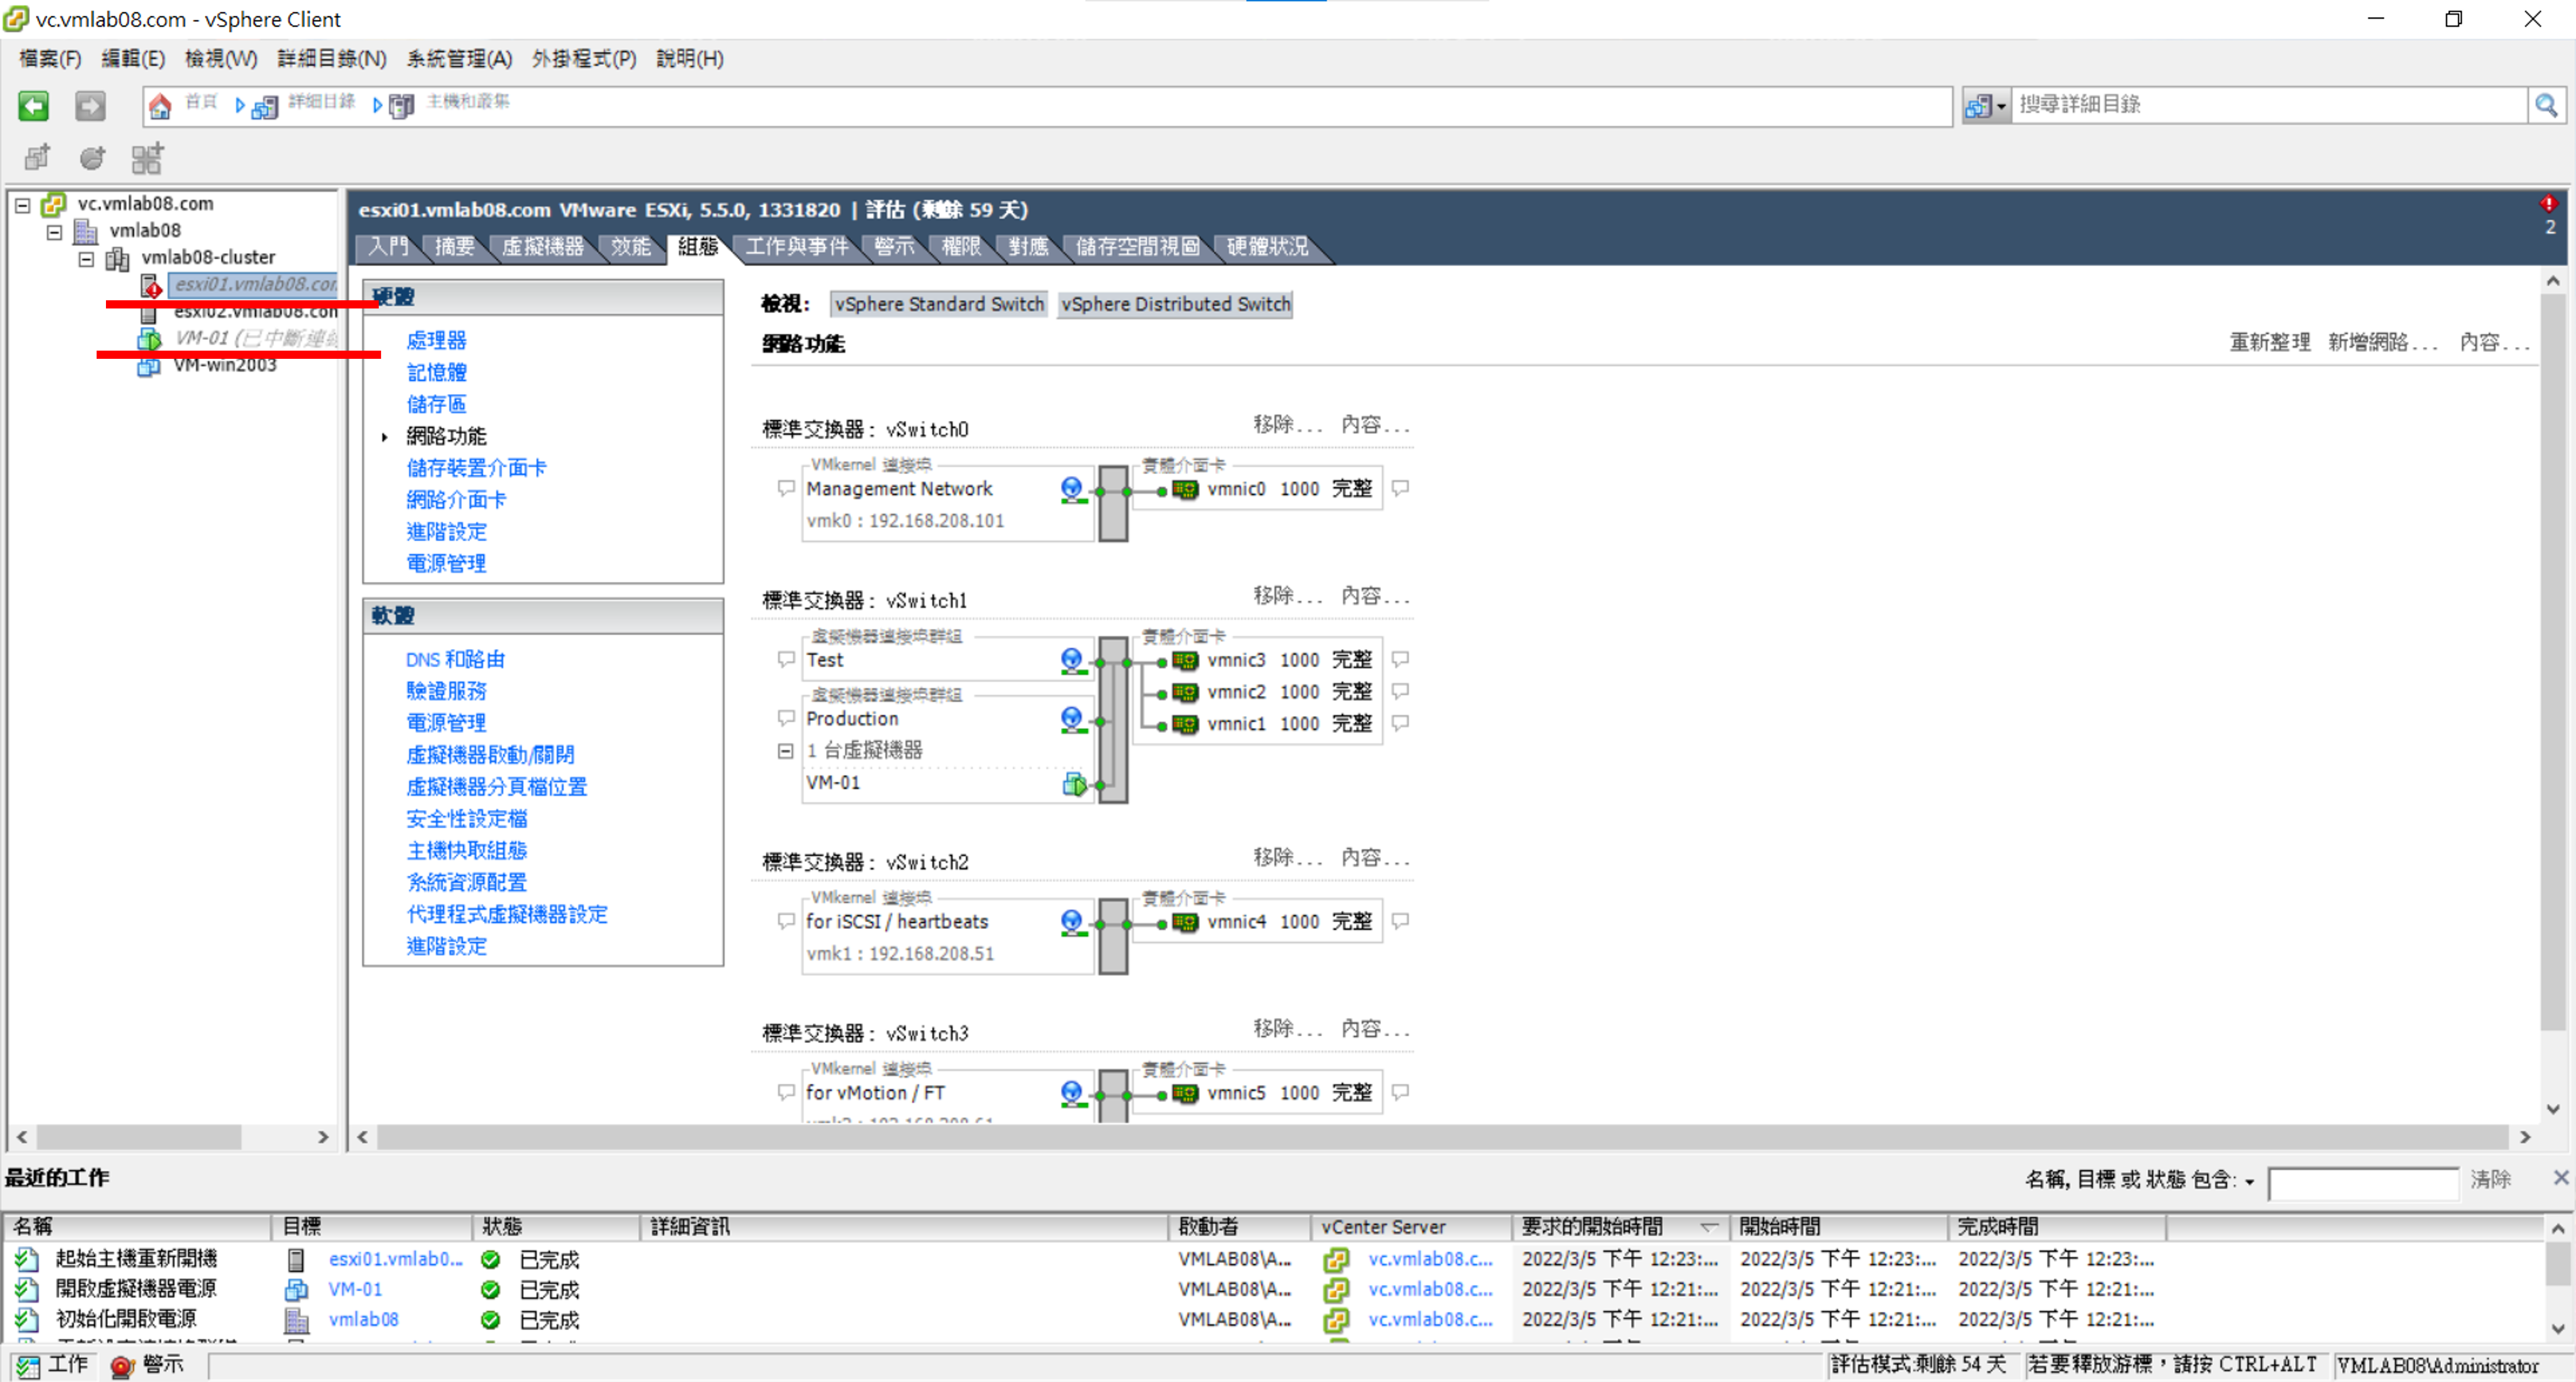 vc.vmlab08.com - vSphere Client
檔案(F) 編輯(E) 檢視(W) 詳細目錄(N) 系統管理(A) 外掛程式(P) 說明(H)
首頁 詳細目錄 主機和叢集 搜尋詳細目錄
vc.vmlab08.com
vmlab08
vmlab08-cluster
esxi01.vmlab08.con
esxi02.vmlab08.con
VM-01 (已中斷連線
VM-win2003
esxi01.vmlab08.com VMware ESXi, 5.5.0, 1331820 | 評估 (剩餘 59 天)
2
入門 摘要 虛擬機器 效能 組態 工作與事件 警示 權限 對應 儲存空間視圖 硬體狀況
硬體
處理器
記憶體
儲存區
網路功能
儲存裝置介面卡
網路介面卡
進階設定
電源管理
軟體
DNS 和路由
驗證服務
電源管理
虛擬機器啟動/關閉
虛擬機器分頁檔位置
安全性設定檔
主機快取組態
系統資源配置
代理程式虛擬機器設定
進階設定
檢視: vSphere Standard Switch vSphere Distributed Switch
網路功能 重新整理 新增網路... 內容...
標準交換器: vSwitch0 移除... 內容...
VMkernel 連接埠 實體介面卡
Management Network vmnic0 1000 完整
vmk0 : 192.168.208.101
標準交換器: vSwitch1 移除... 內容...
虛擬機器連接埠群組 實體介面卡
Test vmnic3 1000 完整
虛擬機器連接埠群組 vmnic2 1000 完整
Production vmnic1 1000 完整
1 台虛擬機器
VM-01
標準交換器: vSwitch2 移除... 內容...
VMkernel 連接埠 實體介面卡
for iSCSI / heartbeats vmnic4 1000 完整
vmk1 : 192.168.208.51
標準交換器: vSwitch3 移除... 內容...
VMkernel 連接埠 實體介面卡
for vMotion / FT vmnic5 1000 完整
最近的工作 名稱, 目標 或 狀態 包含: 清除
名稱 目標 狀態 詳細資訊 啟動者 vCenter Server 要求的開始時間 開始時間 完成時間
起始主機重新開機 esxi01.vmlab0... 已完成 VMLAB08\A... vc.vmlab08.c... 2022/3/5 下午 12:23:... 2022/3/5 下午 12:23:... 2022/3/5 下午 12:23:...
開啟虛擬機器電源 VM-01 已完成 VMLAB08\A... vc.vmlab08.c... 2022/3/5 下午 12:21:... 2022/3/5 下午 12:21:... 2022/3/5 下午 12:21:...
初始化開啟電源 vmlab08 已完成 VMLAB08\A... vc.vmlab08.c... 2022/3/5 下午 12:21:... 2022/3/5 下午 12:21:... 2022/3/5 下午 12:21:...
工作 警示 評估模式:剩餘 54 天 若要釋放游標,請按 CTRL+ALT VMLAB08\Administrator